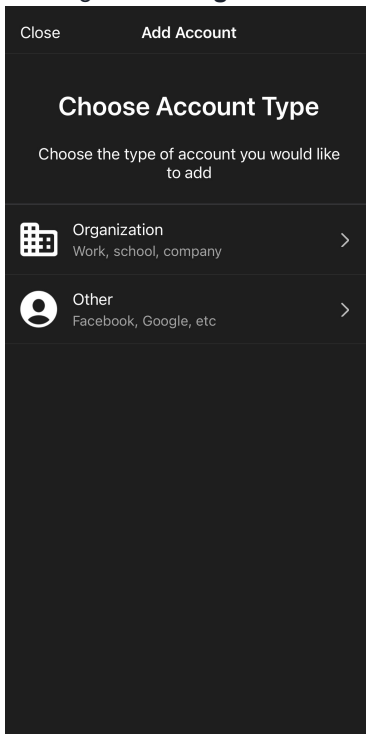 Close
Add Account
Choose Account Type
Choose the type of account you would like
to add
Organization
Work, school, company
Other
Facebook, Google, etc